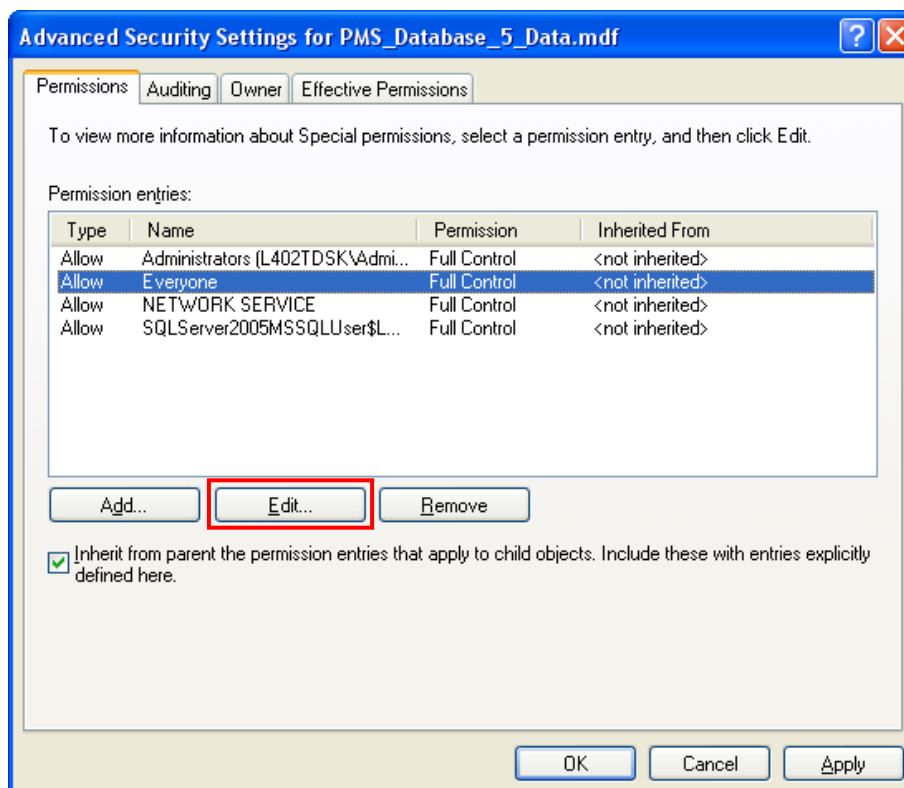 Advanced Security Settings for PMS_Database_5_Data.mdf
Permissions Auditing Owner Effective Permissions
To view more information about Special permissions, select a permission entry, and then click Edit.
Permission entries:
Type Name Permission Inherited From
Allow Administrators (L402TDSK\Admi... Full Control <not inherited>
Allow Everyone Full Control <not inherited>
Allow NETWORK SERVICE Full Control <not inherited>
Allow SQLServer2005MSSQLUser$L... Full Control <not inherited>
Add... Edit... Remove
Inherit from parent the permission entries that apply to child objects. Include these with entries explicitly
defined here.
OK Cancel Apply